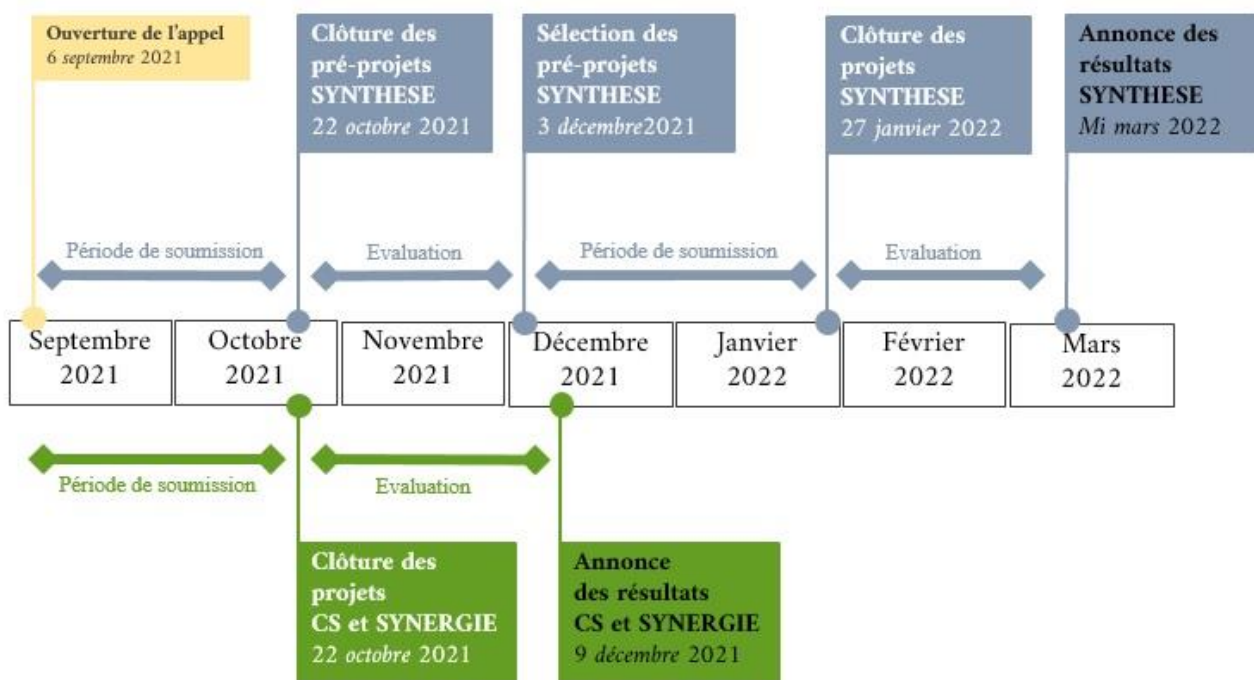 Ouverture de l'appel
6 septembre 2021
Clôture des
pré-projets
SYNTHESE
22 octobre 2021
Sélection des
pré-projets
SYNTHESE
3 décembre2021
Clôture des
projets
SYNTHESE
27 janvier 2022
Annonce des
résultats
SYNTHESE
Mi mars 2022
Période de soumission
Evaluation
Période de soumission
Evaluation
Septembre
2021
Octobre
2021
Novembre
2021
Décembre
2021
Janvier
2022
Février
2022
Mars
2022
Période de soumission
Evaluation
Clôture des
projets
CS et SYNERGIE
22 octobre 2021
Annonce
des résultats
CS et SYNERGIE
9 décembre 2021